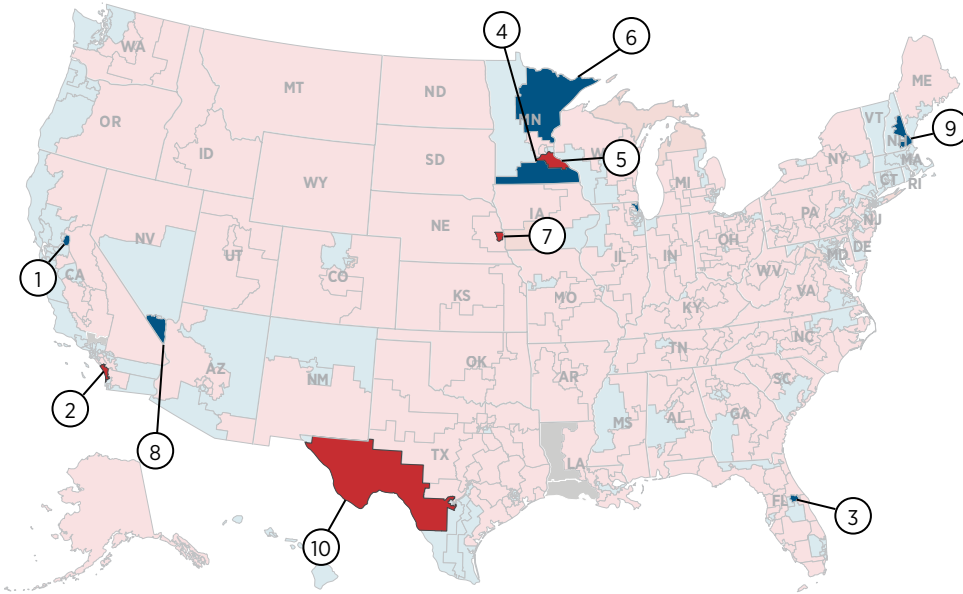 4
6
WA
MT
ND
ME
MN
VT
OR
9
NH
ID
SD
W
5
NY
MA
WY
MI
CT
RI
IA
PA
NE
7
NJ
NV
OH
1
UT
IL
IN
DE
MD
CA
CO
WV
KS
MO
VA
KY
NC
TN
OK
AZ
AR
NM
SC
2
GA
MS
AL
8
TX
LA
FL
3
10